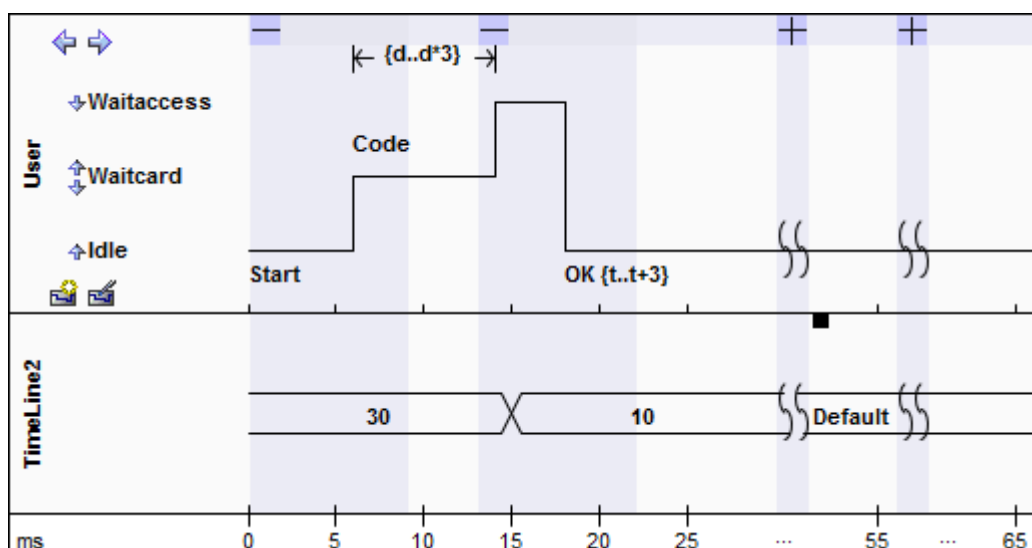 {d..d*3}
Waitaccess
Code
User
Waitcard
Idle
Start
OK {t..t+3}
TimeLine2
30
10
Default
ms
0 5 10 15 20 25 ... 55 ... 65